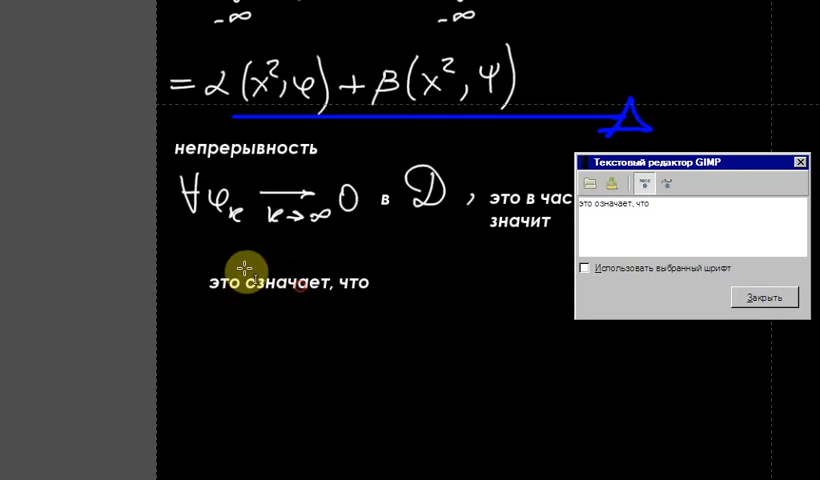 -∞ -∞
= α(x², φ) + β(x², ψ)
непрерывность
∀φₖ ⟶ 0 в D, это в час
k→∞ значит
это означает, что
Текстовый редактор GIMP
это означает, что
Использовать выбранный шрифт
Закрыть